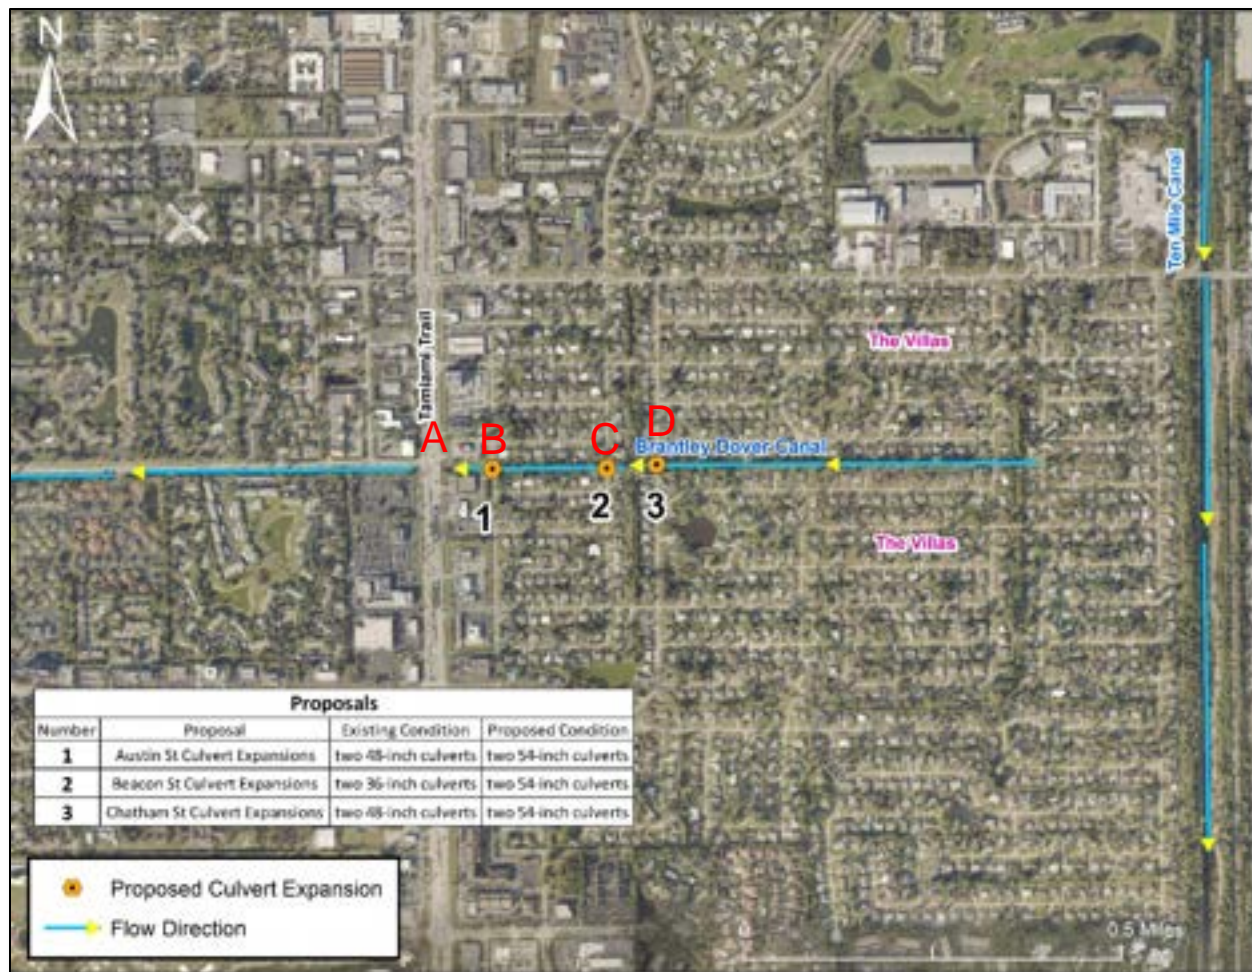 N
Ten Mile Canal
Tamiami Trail
The Villas
A
B
C
D
Brantley Dover Canal
1
2
3
The Villas
Proposals
Number Proposal Existing Condition Proposed Condition
1 Austin St Culvert Expansions two 48-inch culverts two 54-inch culverts
2 Beacon St Culvert Expansions two 36-inch culverts two 54-inch culverts
3 Chatham St Culvert Expansions two 48-inch culverts two 54-inch culverts
Proposed Culvert Expansion
Flow Direction
0.5 Miles